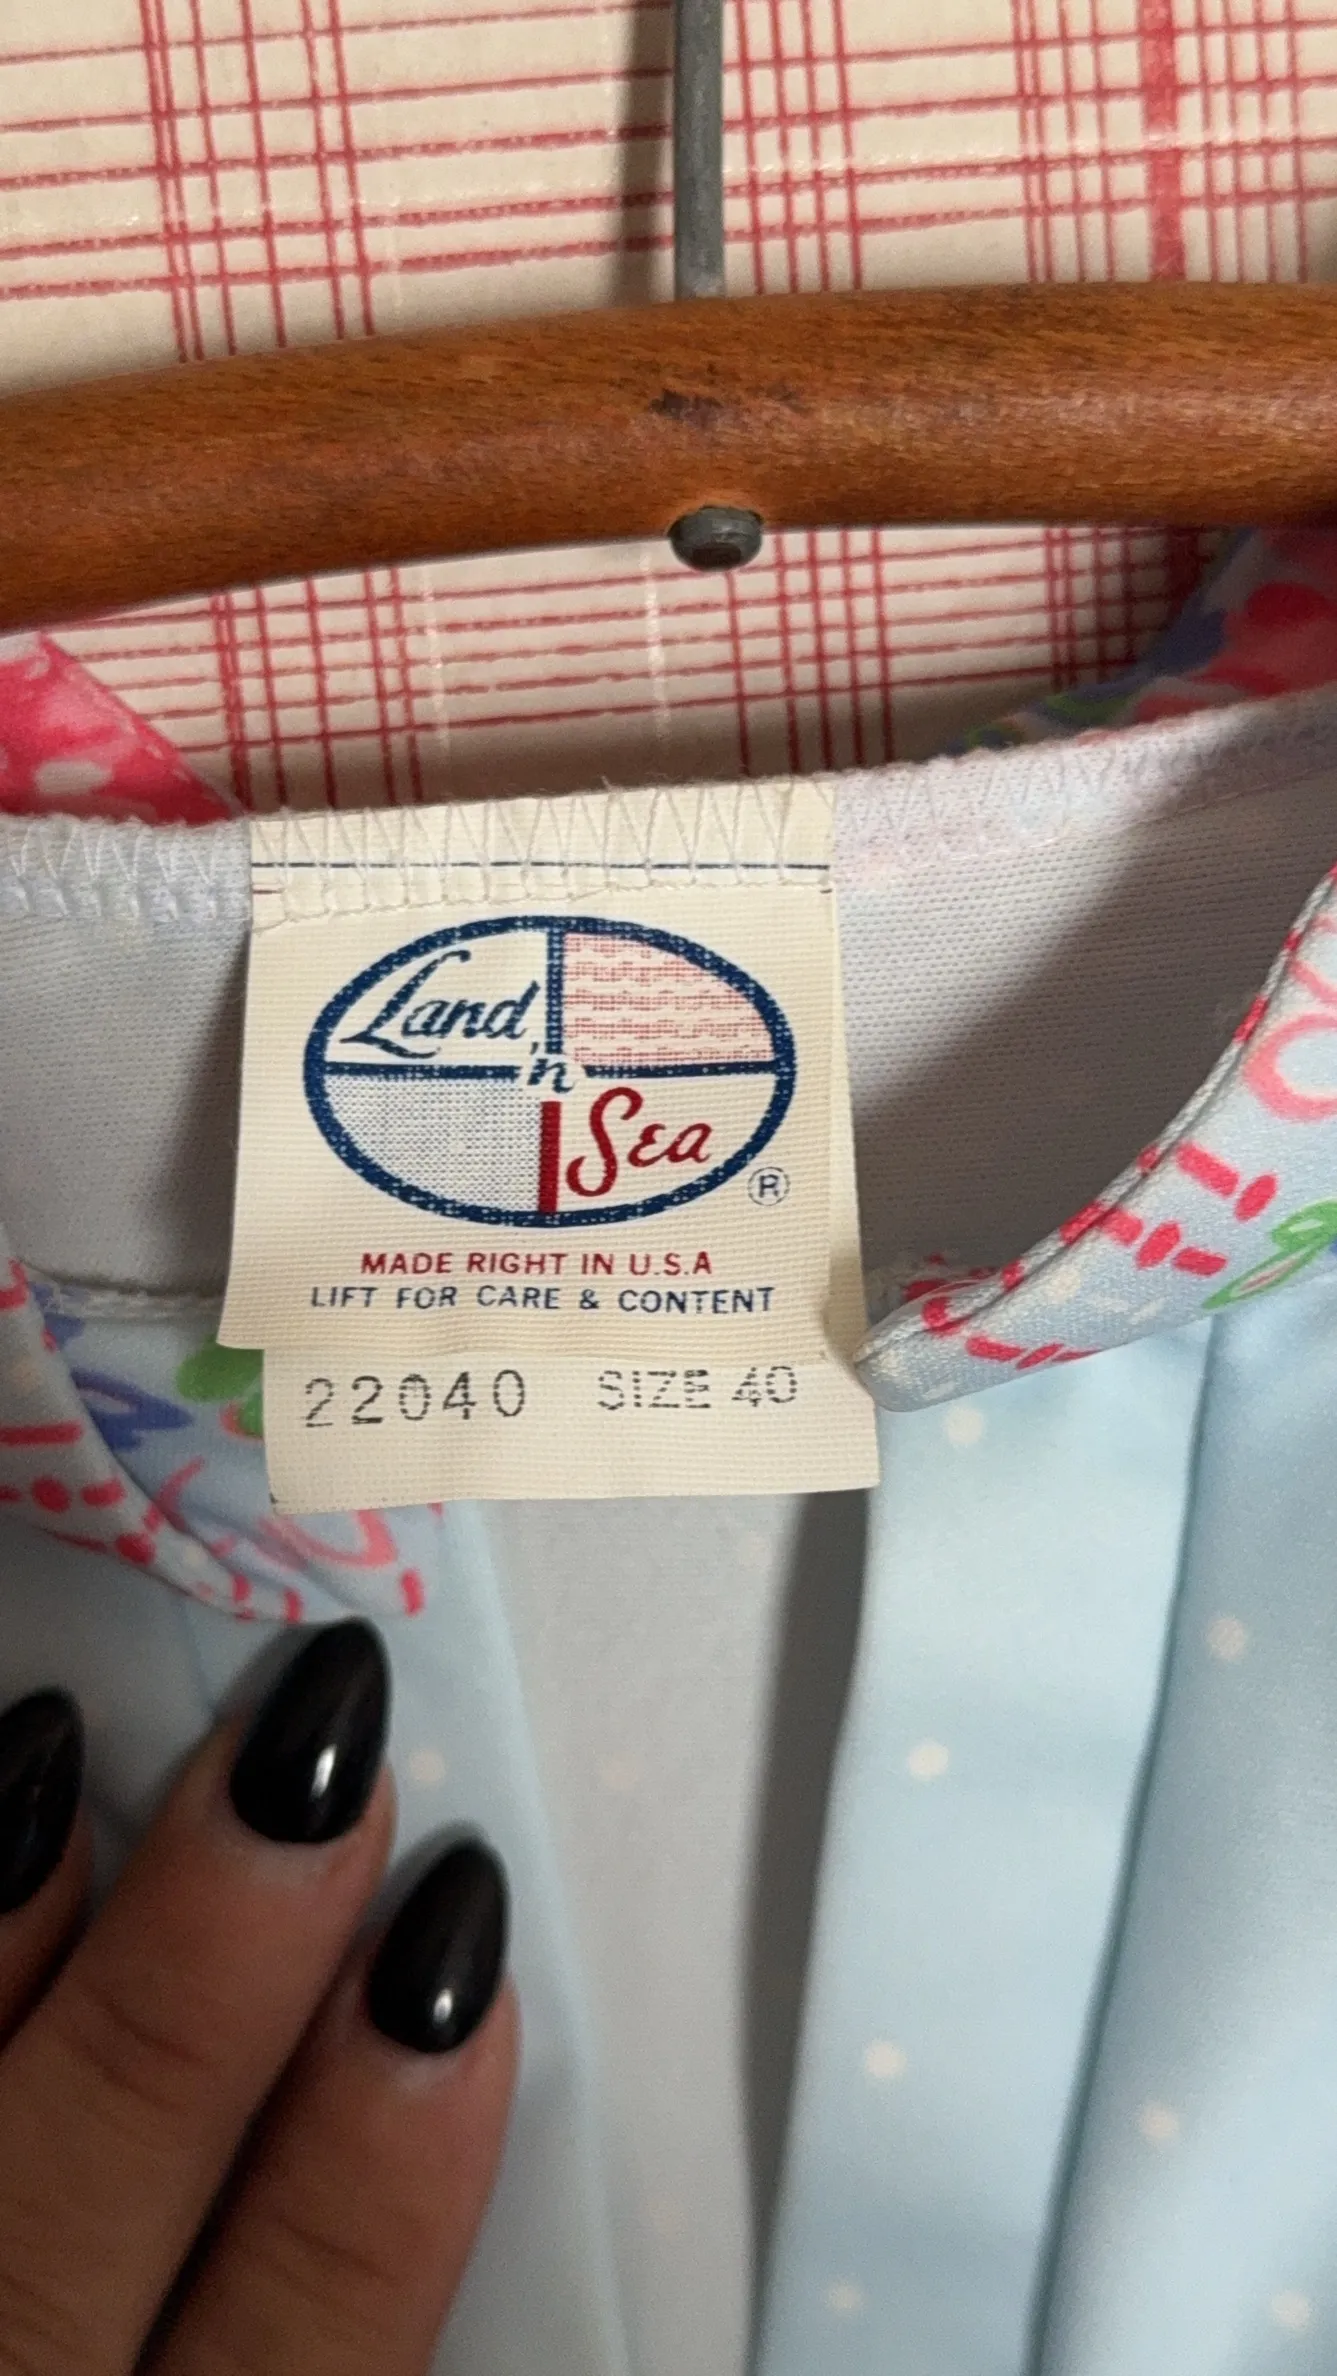 Land
'n
Sea
®
MADE RIGHT IN U.S.A
LIFT FOR CARE & CONTENT
22040 SIZE 40